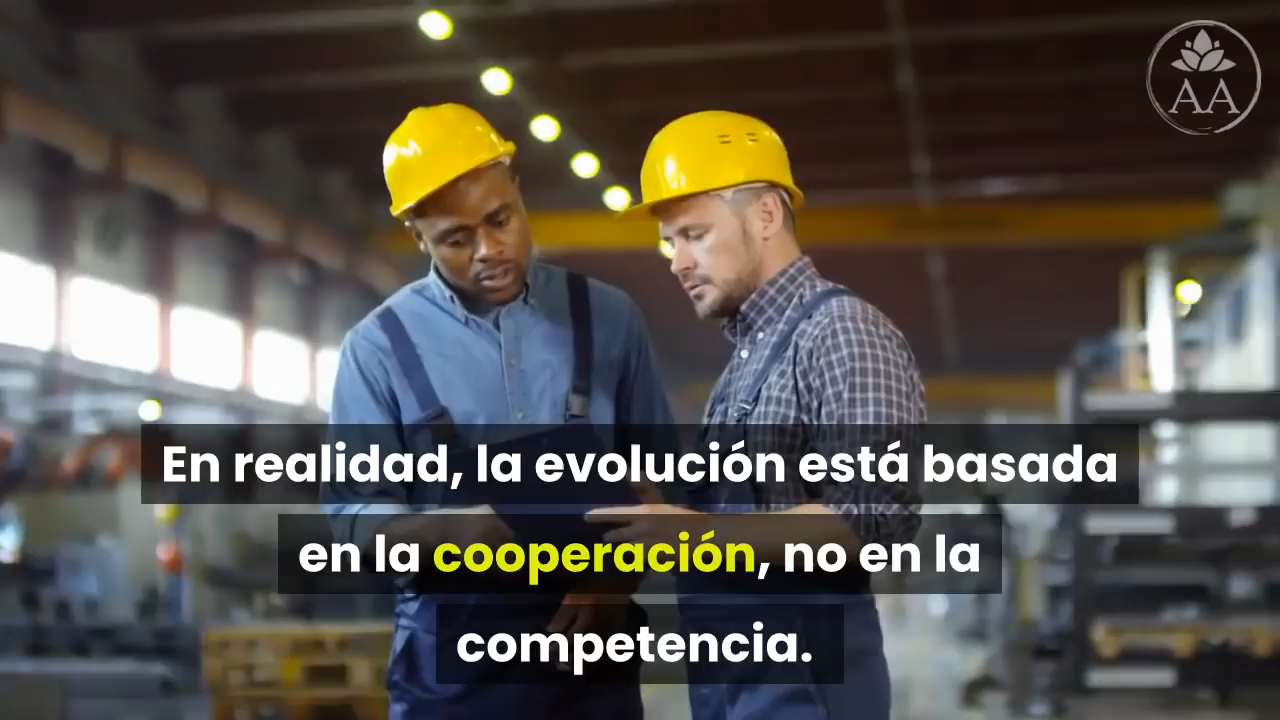 AA
En realidad, la evolución está basada
en la cooperación, no en la
competencia.